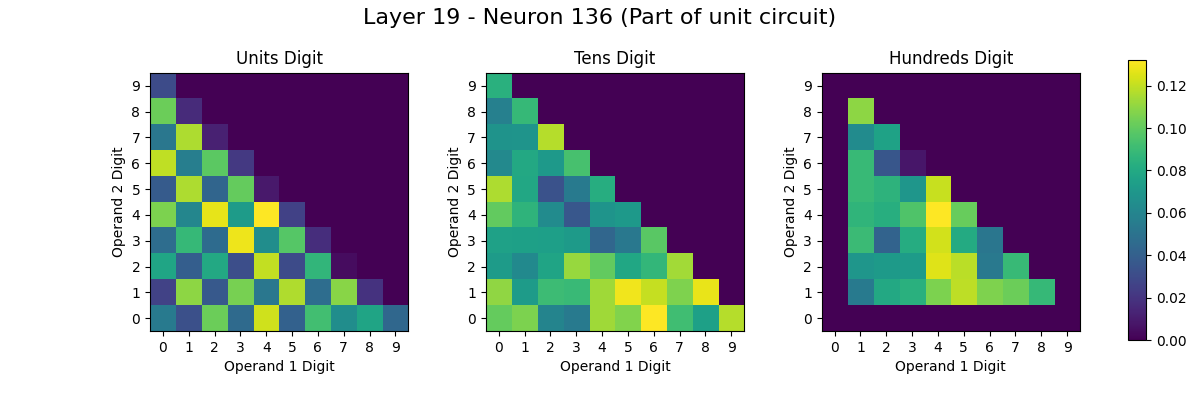 Layer 19 - Neuron 136 (Part of unit circuit)
Units Digit
Tens Digit
Hundreds Digit
Operand 2 Digit
9
8
7
6
5
4
3
2
1
0
0 1 2 3 4 5 6 7 8 9
Operand 1 Digit
Operand 2 Digit
9
8
7
6
5
4
3
2
1
0
0 1 2 3 4 5 6 7 8 9
Operand 1 Digit
Operand 2 Digit
9
8
7
6
5
4
3
2
1
0
0 1 2 3 4 5 6 7 8 9
Operand 1 Digit
0.12
0.10
0.08
0.06
0.04
0.02
0.00